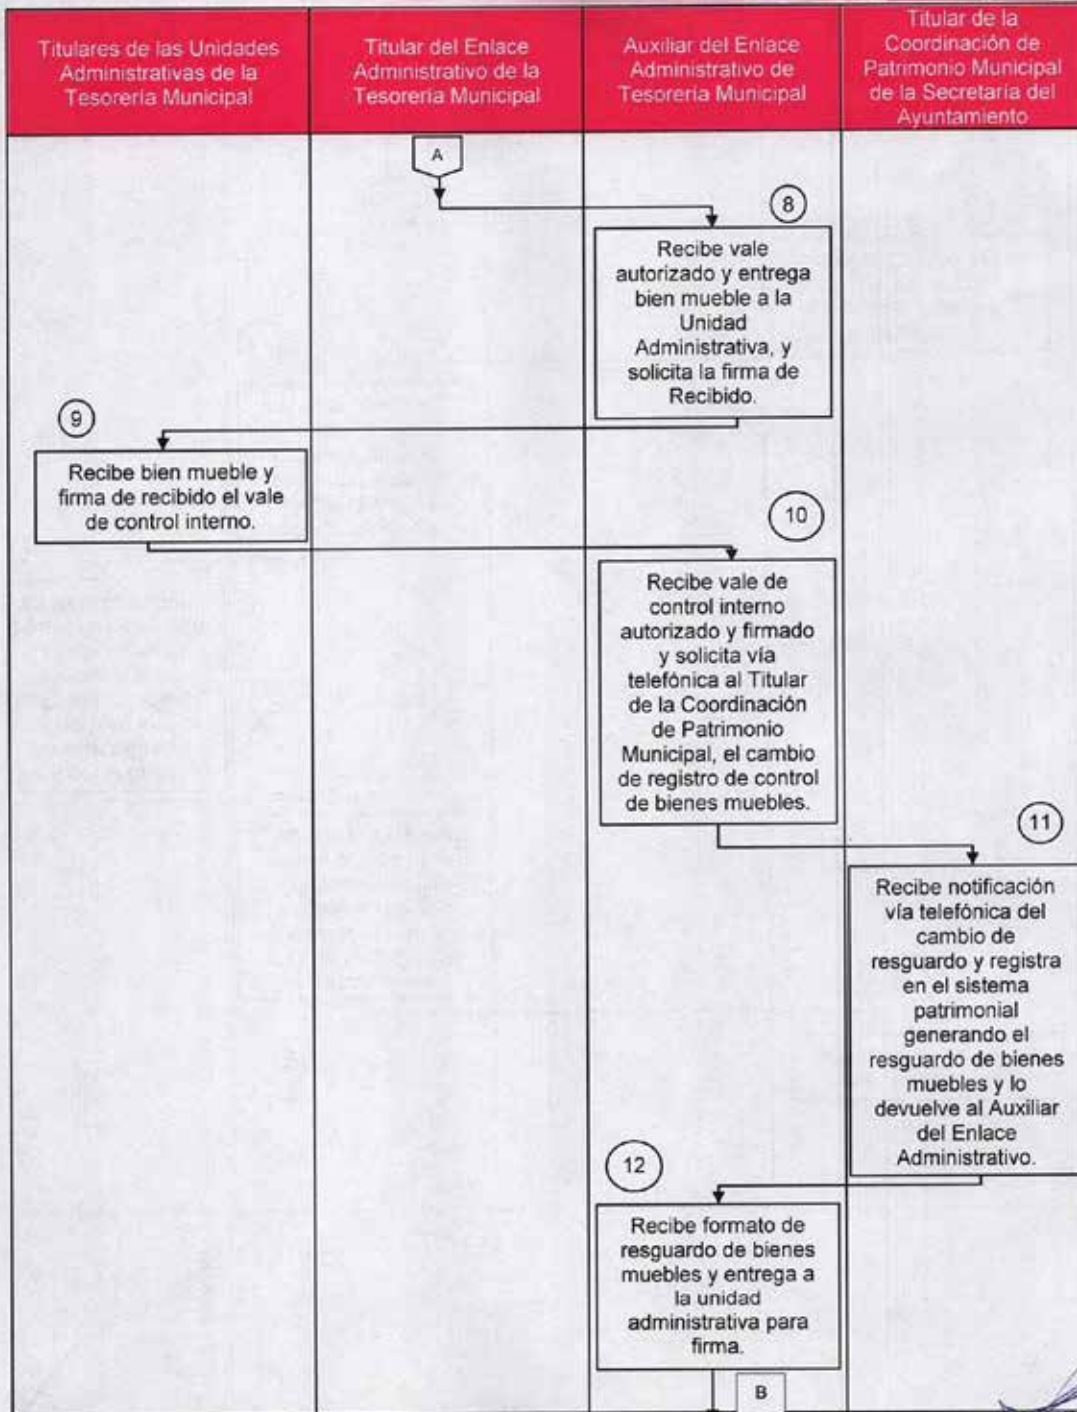 Titulares de las Unidades
Administrativas de la
Tesorería Municipal
Titular del Enlace
Administrativo de la
Tesorería Municipal
Auxiliar del Enlace
Administrativo de
Tesorería Municipal
Titular de la
Coordinación de
Patrimonio Municipal
de la Secretaría del
Ayuntamiento
A
8
Recibe vale
autorizado y entrega
bien mueble a la
Unidad
Administrativa, y
solicita la firma de
Recibido.
9
Recibe bien mueble y
firma de recibido el vale
de control interno.
10
Recibe vale de
control interno
autorizado y firmado
y solicita vía
telefónica al Titular
de la Coordinación
de Patrimonio
Municipal, el cambio
de registro de control
de bienes muebles.
11
Recibe notificación
vía telefónica del
cambio de
resguardo y registra
en el sistema
patrimonial
generando el
resguardo de bienes
muebles y lo
devuelve al Auxiliar
del Enlace
Administrativo.
12
Recibe formato de
resguardo de bienes
muebles y entrega a
la unidad
administrativa para
firma.
B